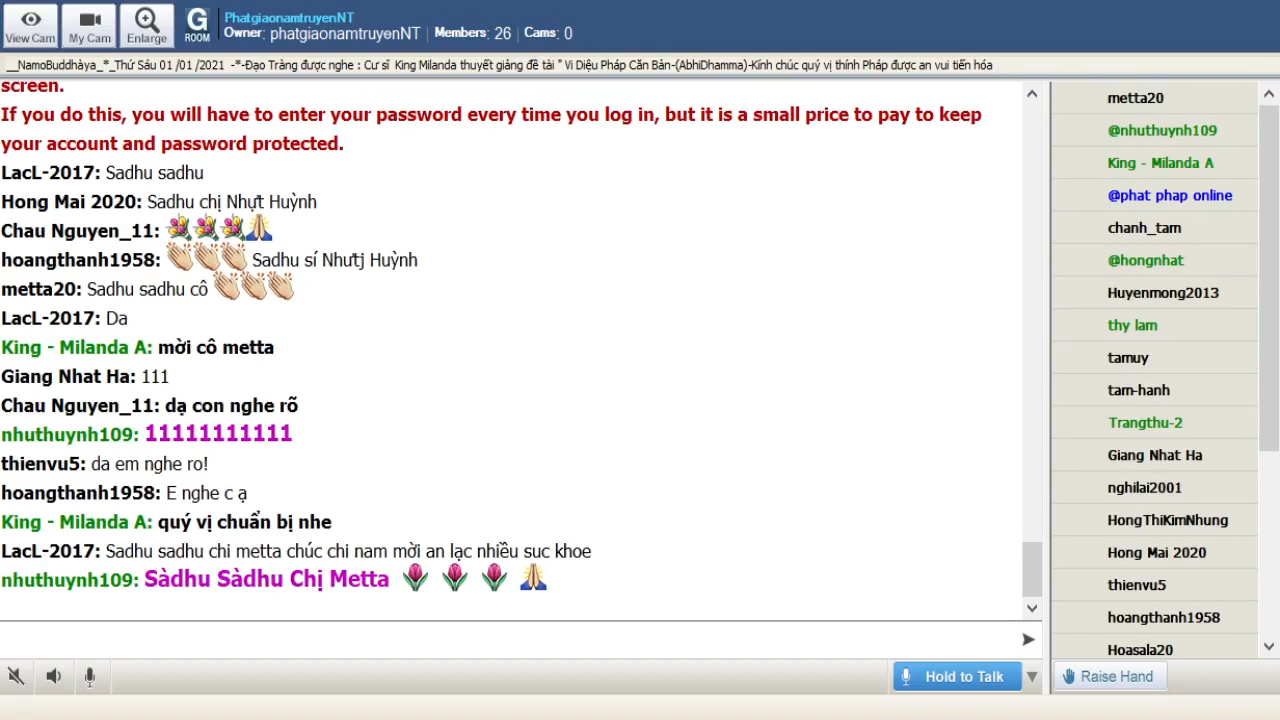 View Cam
My Cam
Enlarge
G
ROOM
PhatgiaonamtruyenNT
Owner: phatgiaonamtruyenNT | Members: 26 | Cams: 0
__NamoBuddhàya_*_Thứ Sáu 01 /01 /2021 -*-Đạo Tràng được nghe : Cư sĩ King Milanda thuyết giảng đề tài " Vi Diệu Pháp Căn Bản-(AbhiDhamma)-Kính chúc quý vị thính Pháp được an vui tiến hóa
screen.
If you do this, you will have to enter your password every time you log in, but it is a small price to pay to keep
your account and password protected.
LacL-2017: Sadhu sadhu
Hong Mai 2020: Sadhu chị Nhựt Huỳnh
Chau Nguyen_11:
hoangthanh1958: Sadhu sí Nhưtj Huỳnh
metta20: Sadhu sadhu cô
LacL-2017: Da
King - Milanda A: mời cô metta
Giang Nhat Ha: 111
Chau Nguyen_11: dạ con nghe rõ
nhuthuynh109: 11111111111
thienvu5: da em nghe ro!
hoangthanh1958: E nghe c ạ
King - Milanda A: quý vị chuẩn bị nhe
LacL-2017: Sadhu sadhu chi metta chúc chi nam mời an lạc nhiều suc khoe
nhuthuynh109: Sàdhu Sàdhu Chị Metta
Hold to Talk
metta20
@nhuthuynh109
King - Milanda A
@phat phap online
chanh_tam
@hongnhat
Huyenmong2013
thy lam
tamuy
tam-hanh
Trangthu-2
Giang Nhat Ha
nghilai2001
HongThiKimNhung
Hong Mai 2020
thienvu5
hoangthanh1958
Hoasala20
Raise Hand